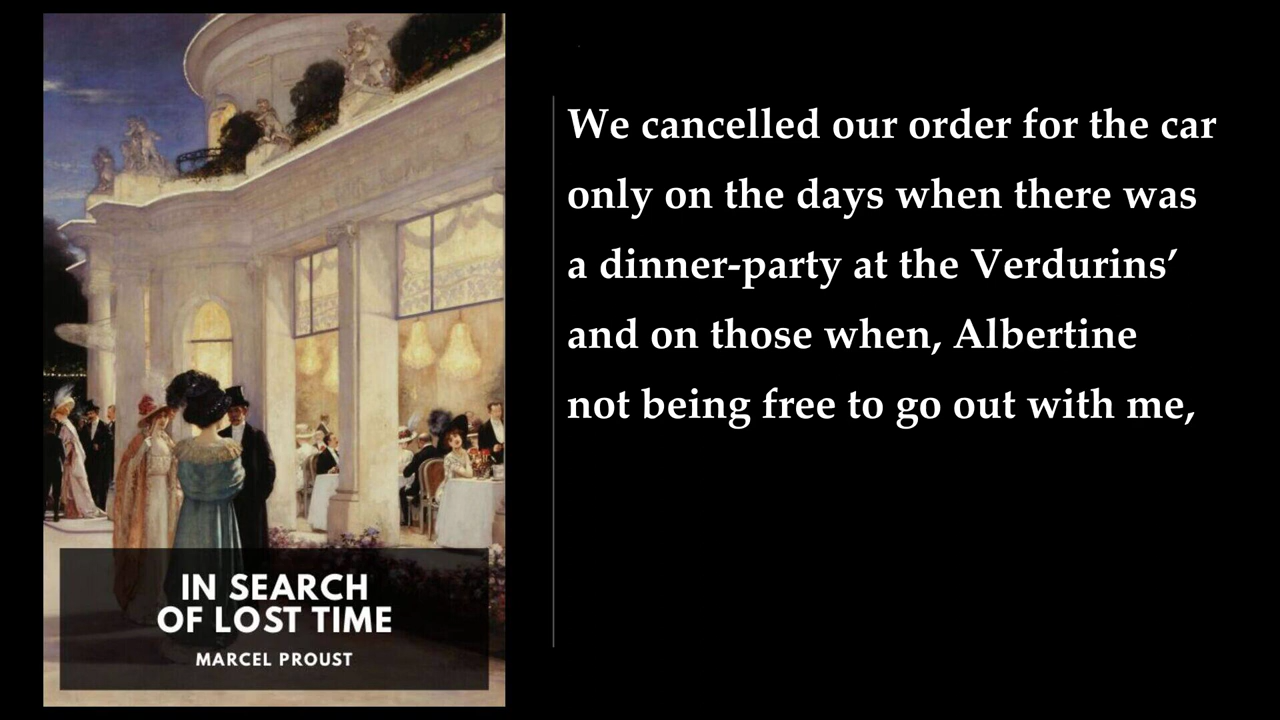 IN SEARCH
OF LOST TIME
MARCEL PROUST
We cancelled our order for the car
only on the days when there was
a dinner-party at the Verdurins’
and on those when, Albertine
not being free to go out with me,